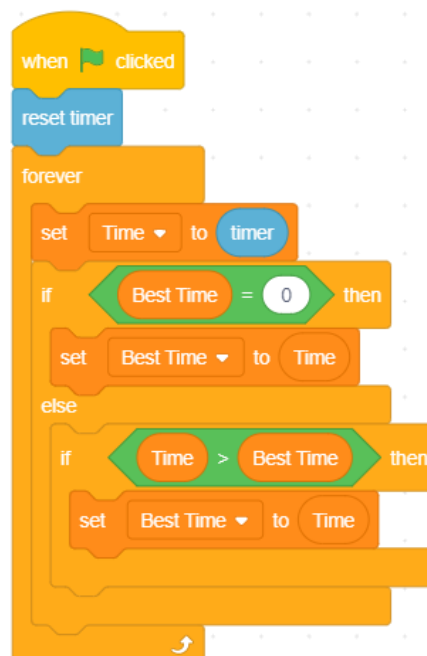 when clicked
reset timer
forever
set Time to timer
if Best Time = 0 then
set Best Time to Time
else
if Time > Best Time then
set Best Time to Time